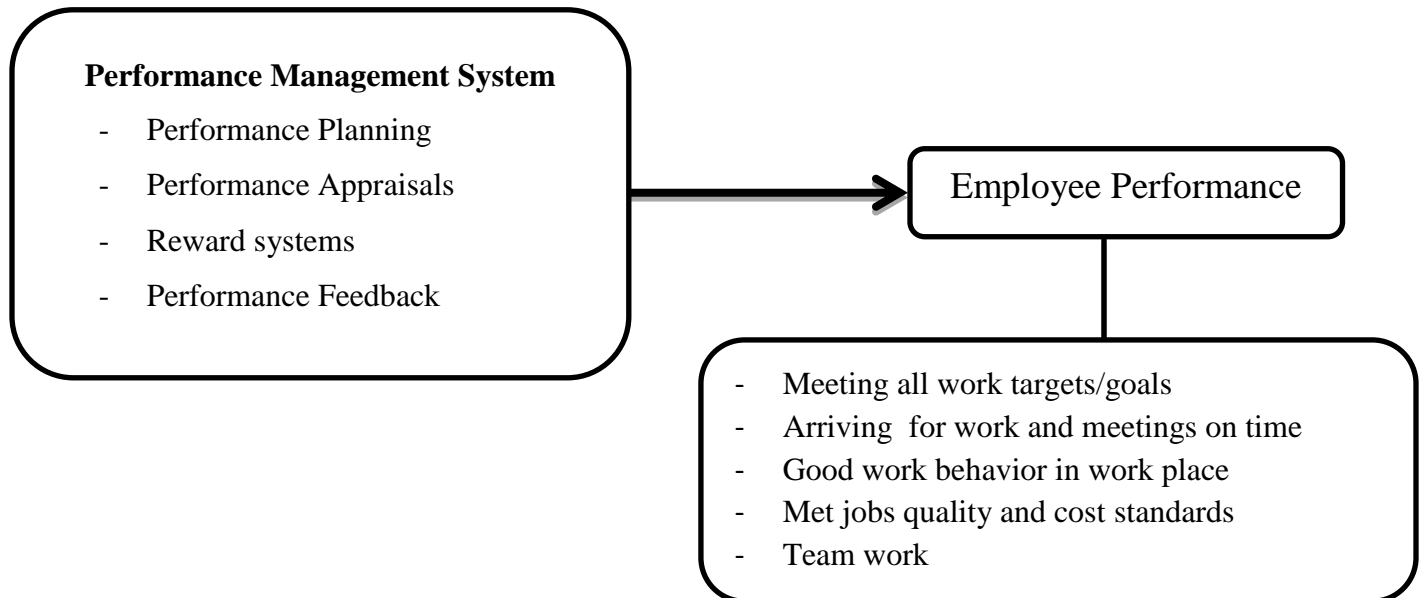 Performance Management System
- Performance Planning
- Performance Appraisals
- Reward systems
- Performance Feedback
Employee Performance
- Meeting all work targets/goals
- Arriving  for work and meetings on time
- Good work behavior in work place
- Met jobs quality and cost standards
- Team work